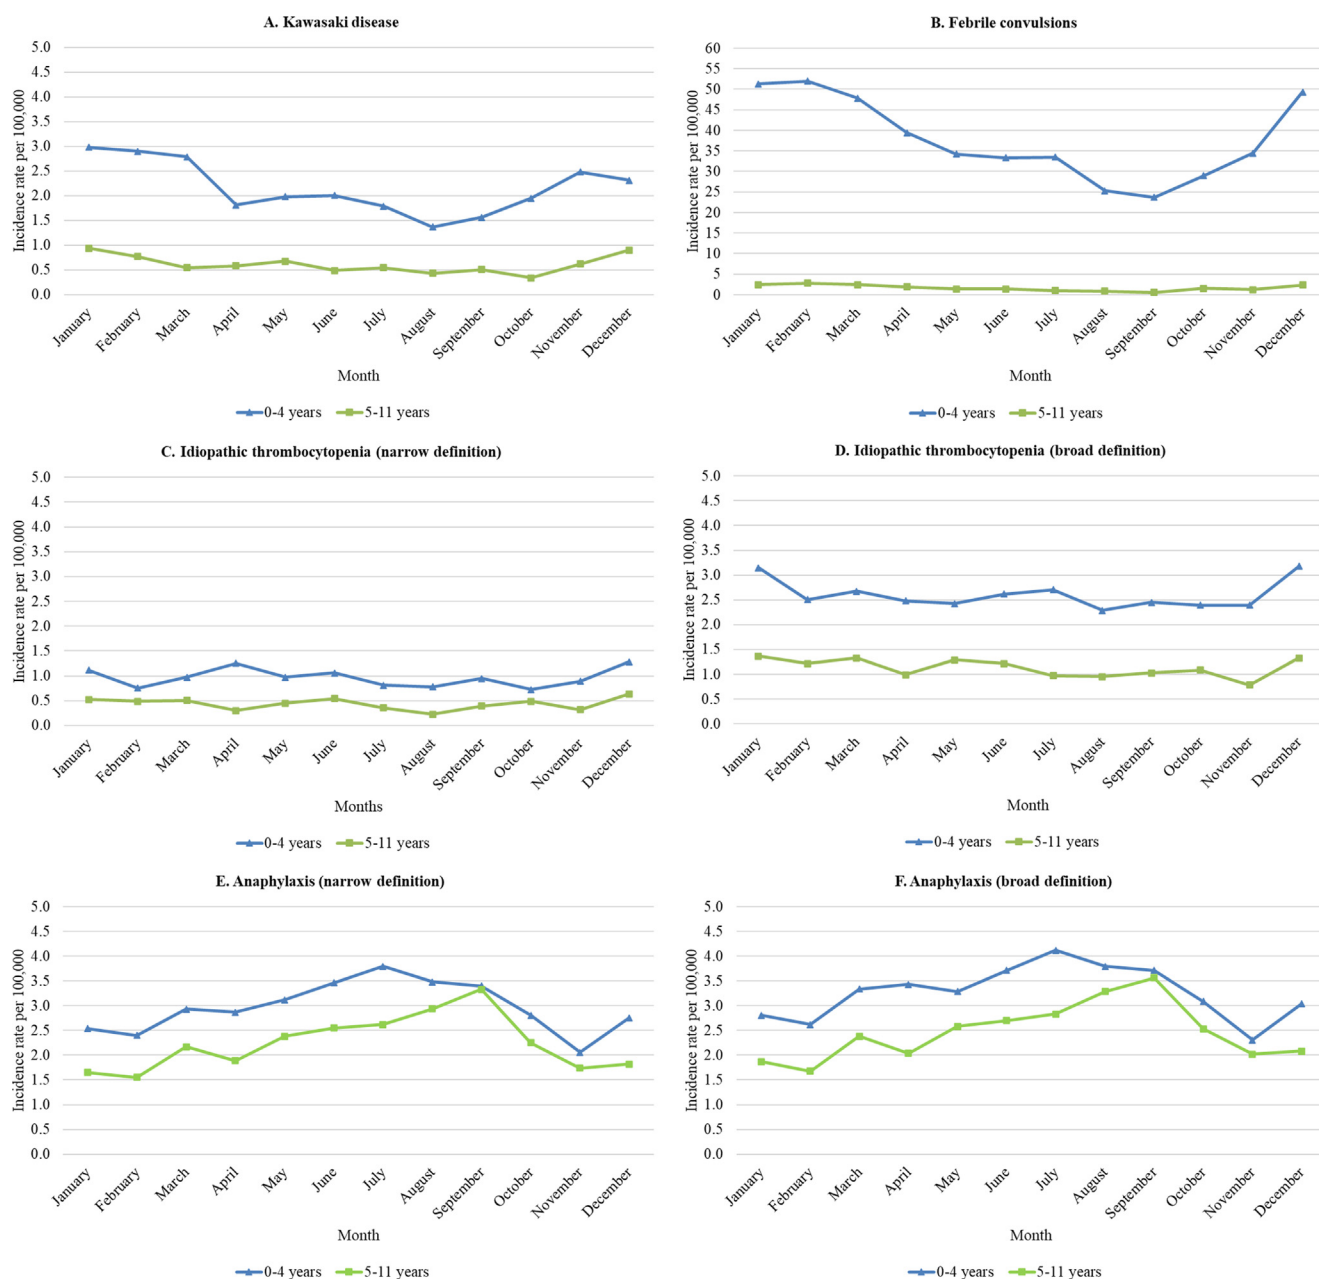 A. Kawasaki disease
Incidence rate per 100,000
5.0
4.5
4.0
3.5
3.0
2.5
2.0
1.5
1.0
0.5
0.0
January
February
March
April
May
June
July
August
September
October
November
December
Month
0-4 years
5-11 years
B. Febrile convulsions
Incidence rate per 100,000
60
55
50
45
40
35
30
25
20
15
10
5
0
January
February
March
April
May
June
July
August
September
October
November
December
Month
0-4 years
5-11 years
C. Idiopathic thrombocytopenia (narrow definition)
Incidence rate per 100,000
5.0
4.5
4.0
3.5
3.0
2.5
2.0
1.5
1.0
0.5
0.0
January
February
March
April
May
June
July
August
September
October
November
December
Months
0-4 years
5-11 years
D. Idiopathic thrombocytopenia (broad definition)
Incidence rate per 100,000
5.0
4.5
4.0
3.5
3.0
2.5
2.0
1.5
1.0
0.5
0.0
January
February
March
April
May
June
July
August
September
October
November
December
Month
0-4 years
5-11 years
E. Anaphylaxis (narrow definition)
Incidence rate per 100,000
5.0
4.5
4.0
3.5
3.0
2.5
2.0
1.5
1.0
0.5
0.0
January
February
March
April
May
June
July
August
September
October
November
December
Month
0-4 years
5-11 years
F. Anaphylaxis (broad definition)
Incidence rate per 100,000
5.0
4.5
4.0
3.5
3.0
2.5
2.0
1.5
1.0
0.5
0.0
January
February
March
April
May
June
July
August
September
October
November
December
Month
0-4 years
5-11 years